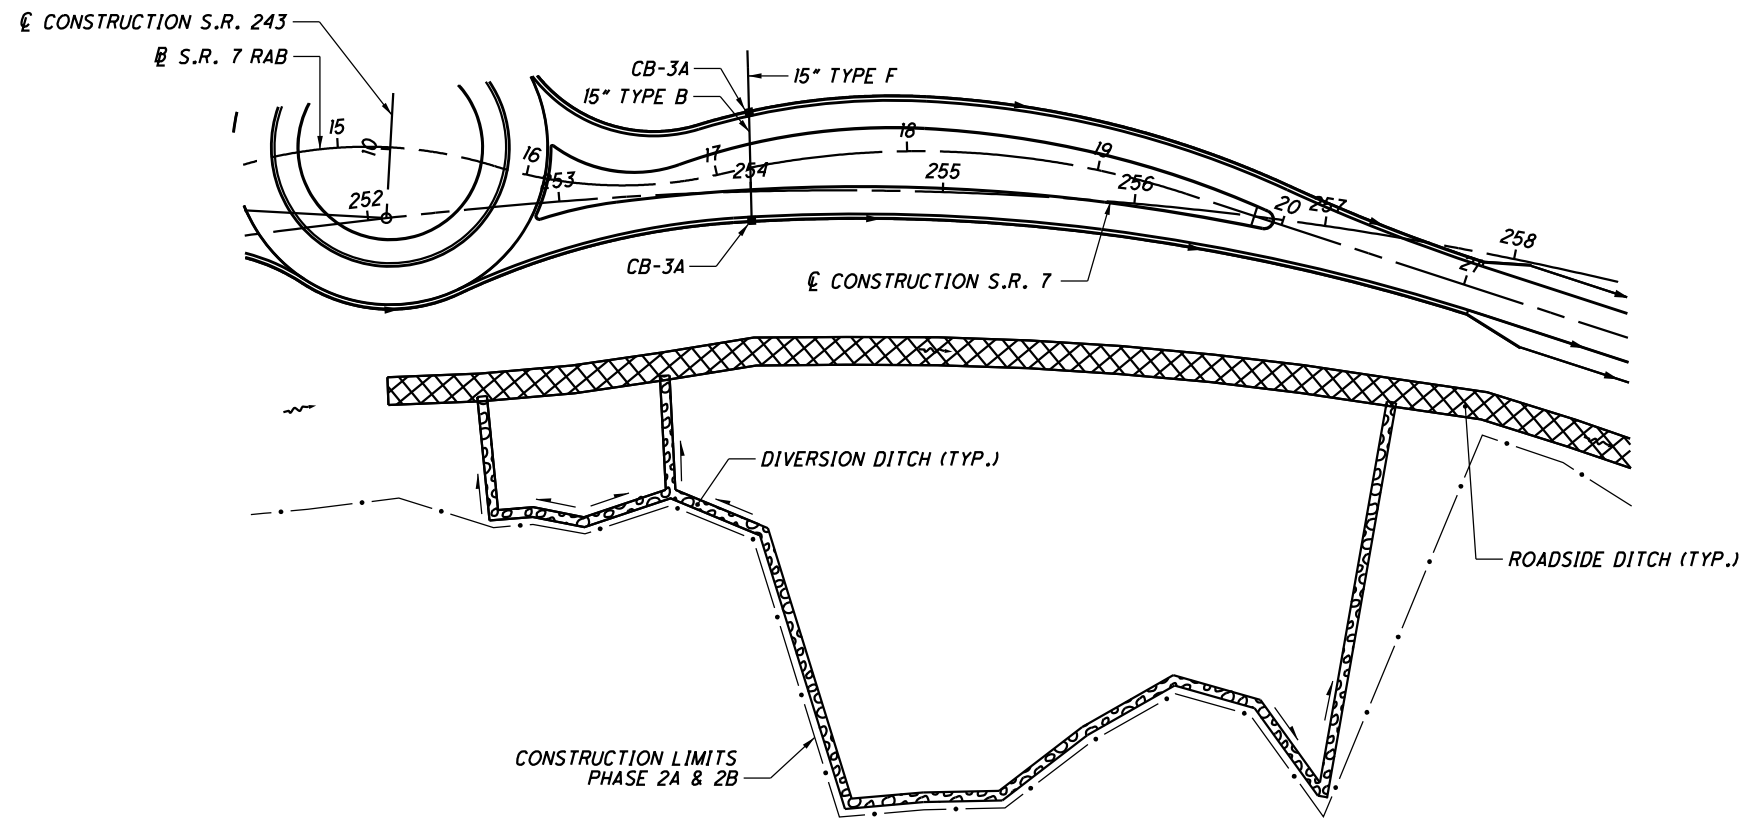 ℄ CONSTRUCTION S.R. 243
℔ S.R. 7 RAB
CB-3A
15" TYPE F
15" TYPE B
15
10
16
17
18
19
20
21
252
253
254
255
256
257
258
CB-3A
℄ CONSTRUCTION S.R. 7
DIVERSION DITCH (TYP.)
ROADSIDE DITCH (TYP.)
CONSTRUCTION LIMITS
PHASE 2A & 2B